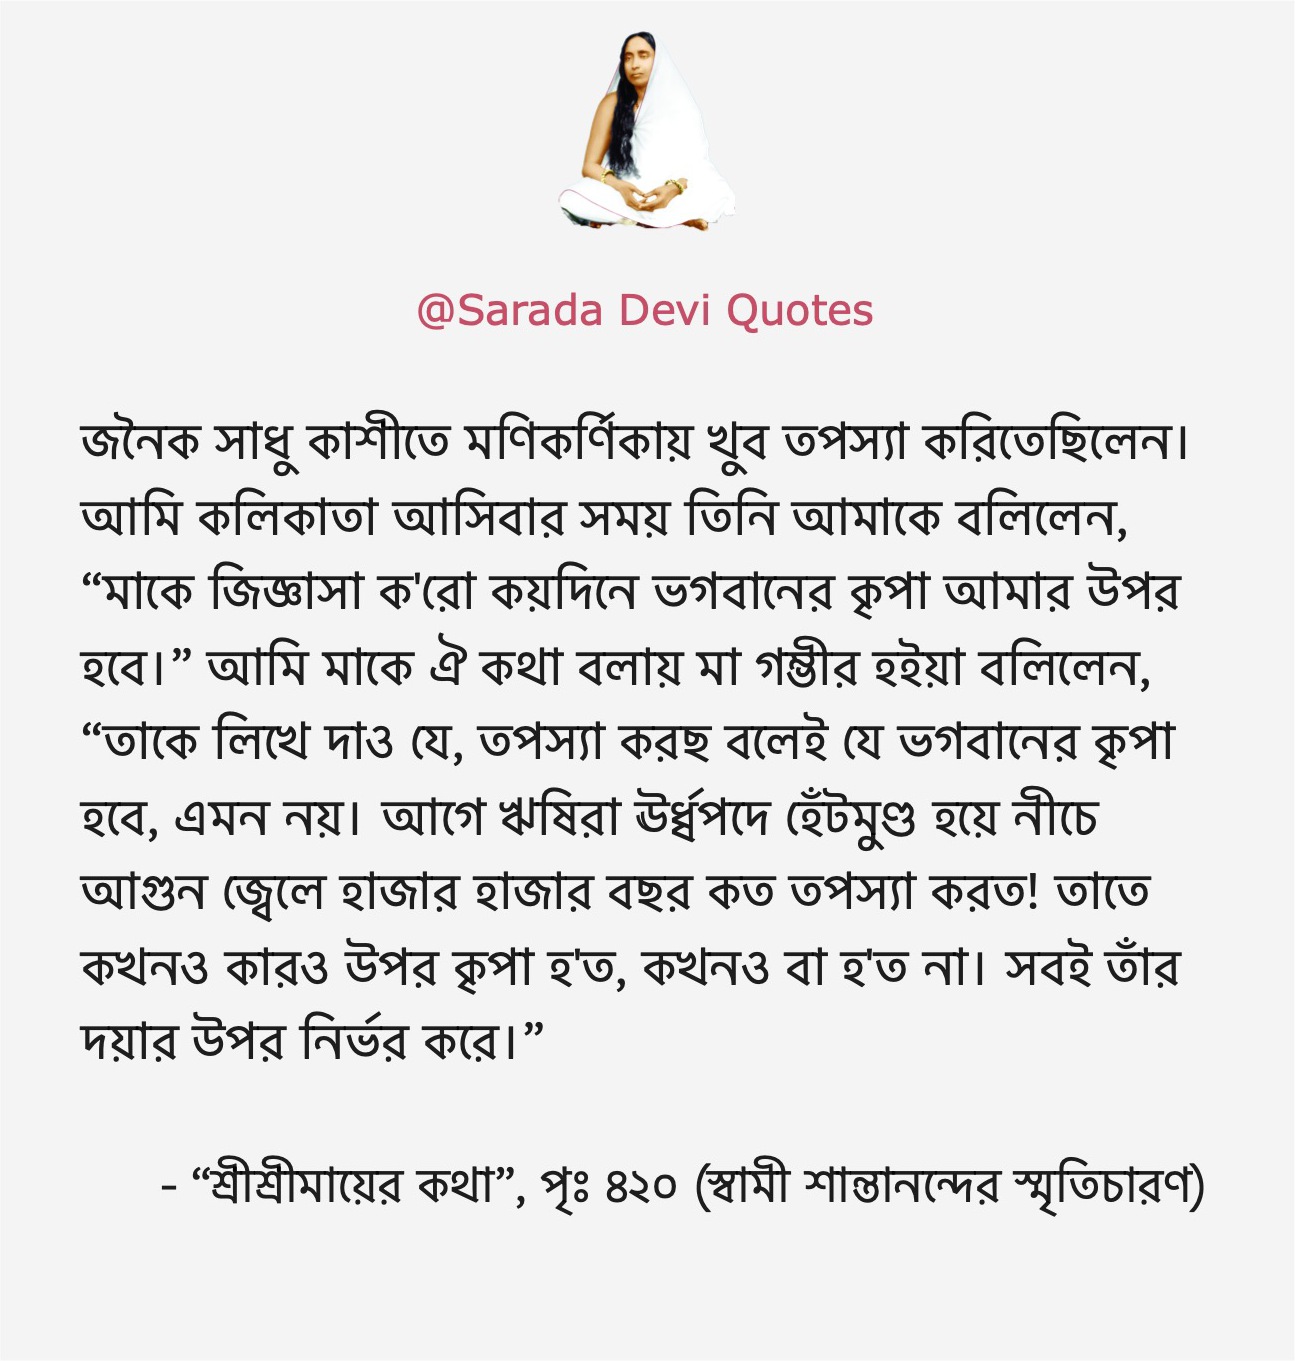 @Sarada Devi Quotes
জনৈক সাধু কাশীতে মণিকর্ণিকায় খুব তপস্যা করিতেছিলেন।
আমি কলিকাতা আসিবার সময় তিনি আমাকে বলিলেন,
“মাকে জিজ্ঞাসা ক'রো কয়দিনে ভগবানের কৃপা আমার উপর
হবে।” আমি মাকে ঐ কথা বলায় মা গম্ভীর হইয়া বলিলেন,
“তাকে লিখে দাও যে, তপস্যা করছ বলেই যে ভগবানের কৃপা
হবে, এমন নয়। আগে ঋষিরা ঊর্ধ্বপদে হেঁটমুণ্ড হয়ে নীচে
আগুন জ্বেলে হাজার হাজার বছর কত তপস্যা করত! তাতে
কখনও কারও উপর কৃপা হ'ত, কখনও বা হ'ত না। সবই তাঁর
দয়ার উপর নির্ভর করে।”
- “শ্রীশ্রীমায়ের কথা”, পৃঃ ৪২০ (স্বামী শান্তানন্দের স্মৃতিচারণ)